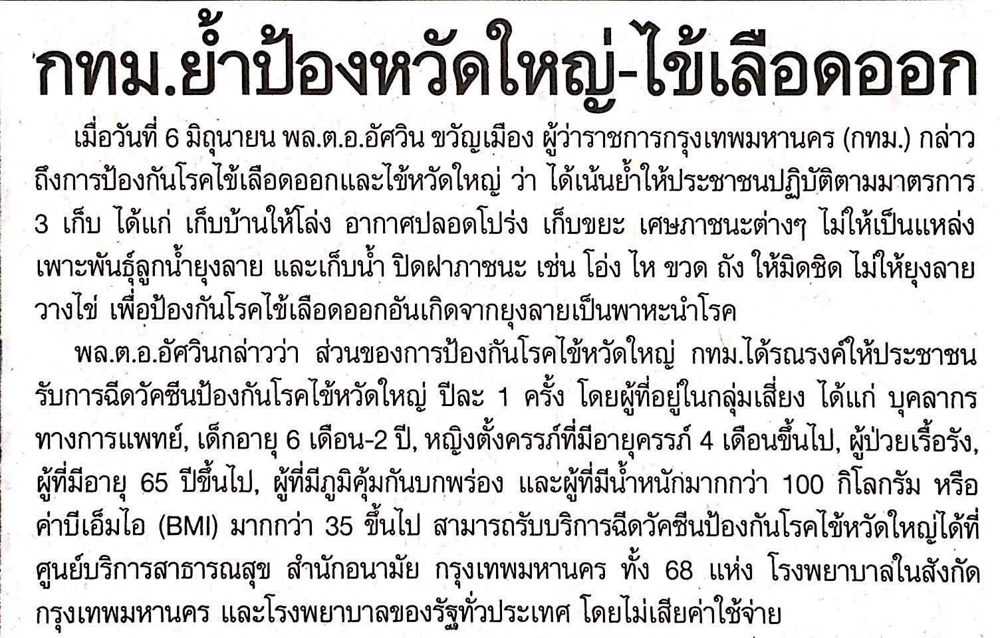 กทม.ย้ำป้องหวัดใหญ่-ไข้เลือดออก
เมื่อวันที่ 6 มิถุนายน พล.ต.อ.อัศวิน ขวัญเมือง ผู้ว่าราชการกรุงเทพมหานคร (กทม.) กล่าว
ถึงการป้องกันโรคไข้เลือดออกและไข้หวัดใหญ่ ว่า ได้เน้นย้ำให้ประชาชนปฏิบัติตามมาตรการ
3 เก็บ ได้แก่ เก็บบ้านให้โล่ง อากาศปลอดโปร่ง เก็บขยะ เศษภาชนะต่างๆ ไม่ให้เป็นแหล่ง
เพาะพันธุ์ลูกน้ำยุงลาย และเก็บน้ำ ปิดฝาภาชนะ เช่น โอ่ง ไห ขวด ถัง ให้มิดชิด ไม่ให้ยุงลาย
วางไข่ เพื่อป้องกันโรคไข้เลือดออกอันเกิดจากยุงลายเป็นพาหะนำโรค
พล.ต.อ.อัศวินกล่าวว่า ส่วนของการป้องกันโรคไข้หวัดใหญ่ กทม.ได้รณรงค์ให้ประชาชน
รับการฉีดวัคซีนป้องกันโรคไข้หวัดใหญ่ ปีละ 1 ครั้ง โดยผู้ที่อยู่ในกลุ่มเสี่ยง ได้แก่ บุคลากร
ทางการแพทย์, เด็กอายุ 6 เดือน-2 ปี, หญิงตั้งครรภ์ที่มีอายุครรภ์ 4 เดือนขึ้นไป, ผู้ป่วยเรื้อรัง,
ผู้ที่มีอายุ 65 ปีขึ้นไป, ผู้ที่มีภูมิคุ้มกันบกพร่อง และผู้ที่มีน้ำหนักมากกว่า 100 กิโลกรัม หรือ
ค่าบีเอ็มไอ (BMI) มากกว่า 35 ขึ้นไป สามารถรับบริการฉีดวัคซีนป้องกันโรคไข้หวัดใหญ่ได้ที่
ศูนย์บริการสาธารณสุข สำนักอนามัย กรุงเทพมหานคร ทั้ง 68 แห่ง โรงพยาบาลในสังกัด
กรุงเทพมหานคร และโรงพยาบาลของรัฐทั่วประเทศ โดยไม่เสียค่าใช้จ่าย